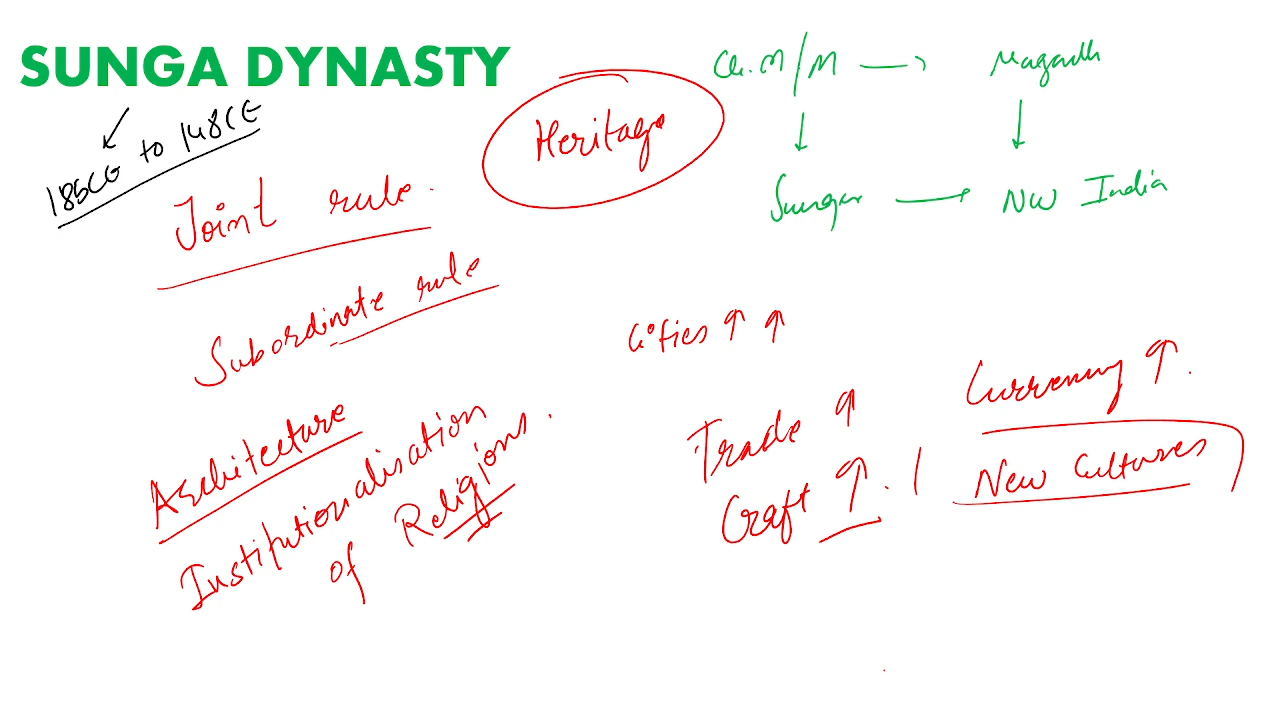 SUNGA DYNASTY
185CE to 148CE
Joint rule.
Subordinate rule
Architecture
Institutionalisation
of Religions.
Heritage
Ch. M/M → Magadh
↓ ↓
Sungas → NW India
Cities ↑ ↑
Trade ↑
Craft ↑.
Currency ↑.
New Cultures